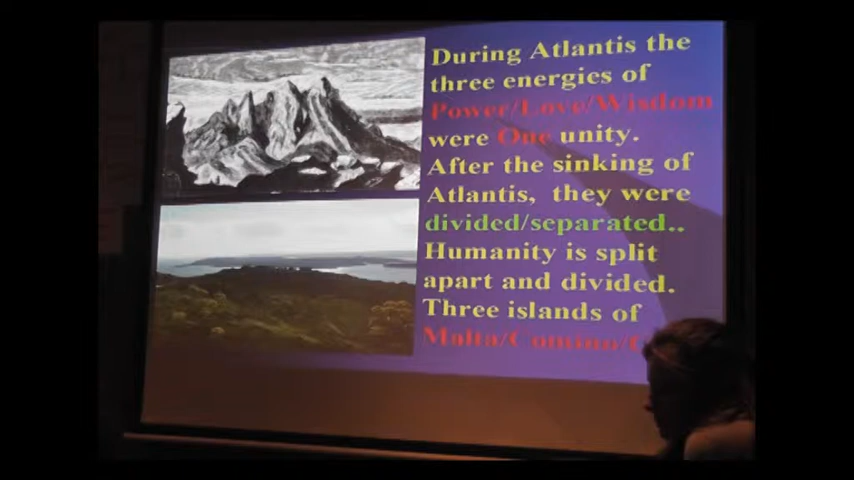 During Atlantis the
three energies of
Power/Love/Wisdom
were One unity.
After the sinking of
Atlantis, they were
divided/separated..
Humanity is split
apart and divided.
Three islands of
Malta/Comino/